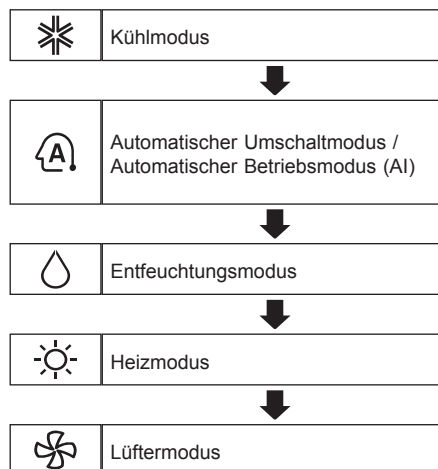 Kühlmodus
A
Automatischer Umschaltmodus /
Automatischer Betriebsmodus (AI)
Entfeuchtungsmodus
Heizmodus
Lüftermodus